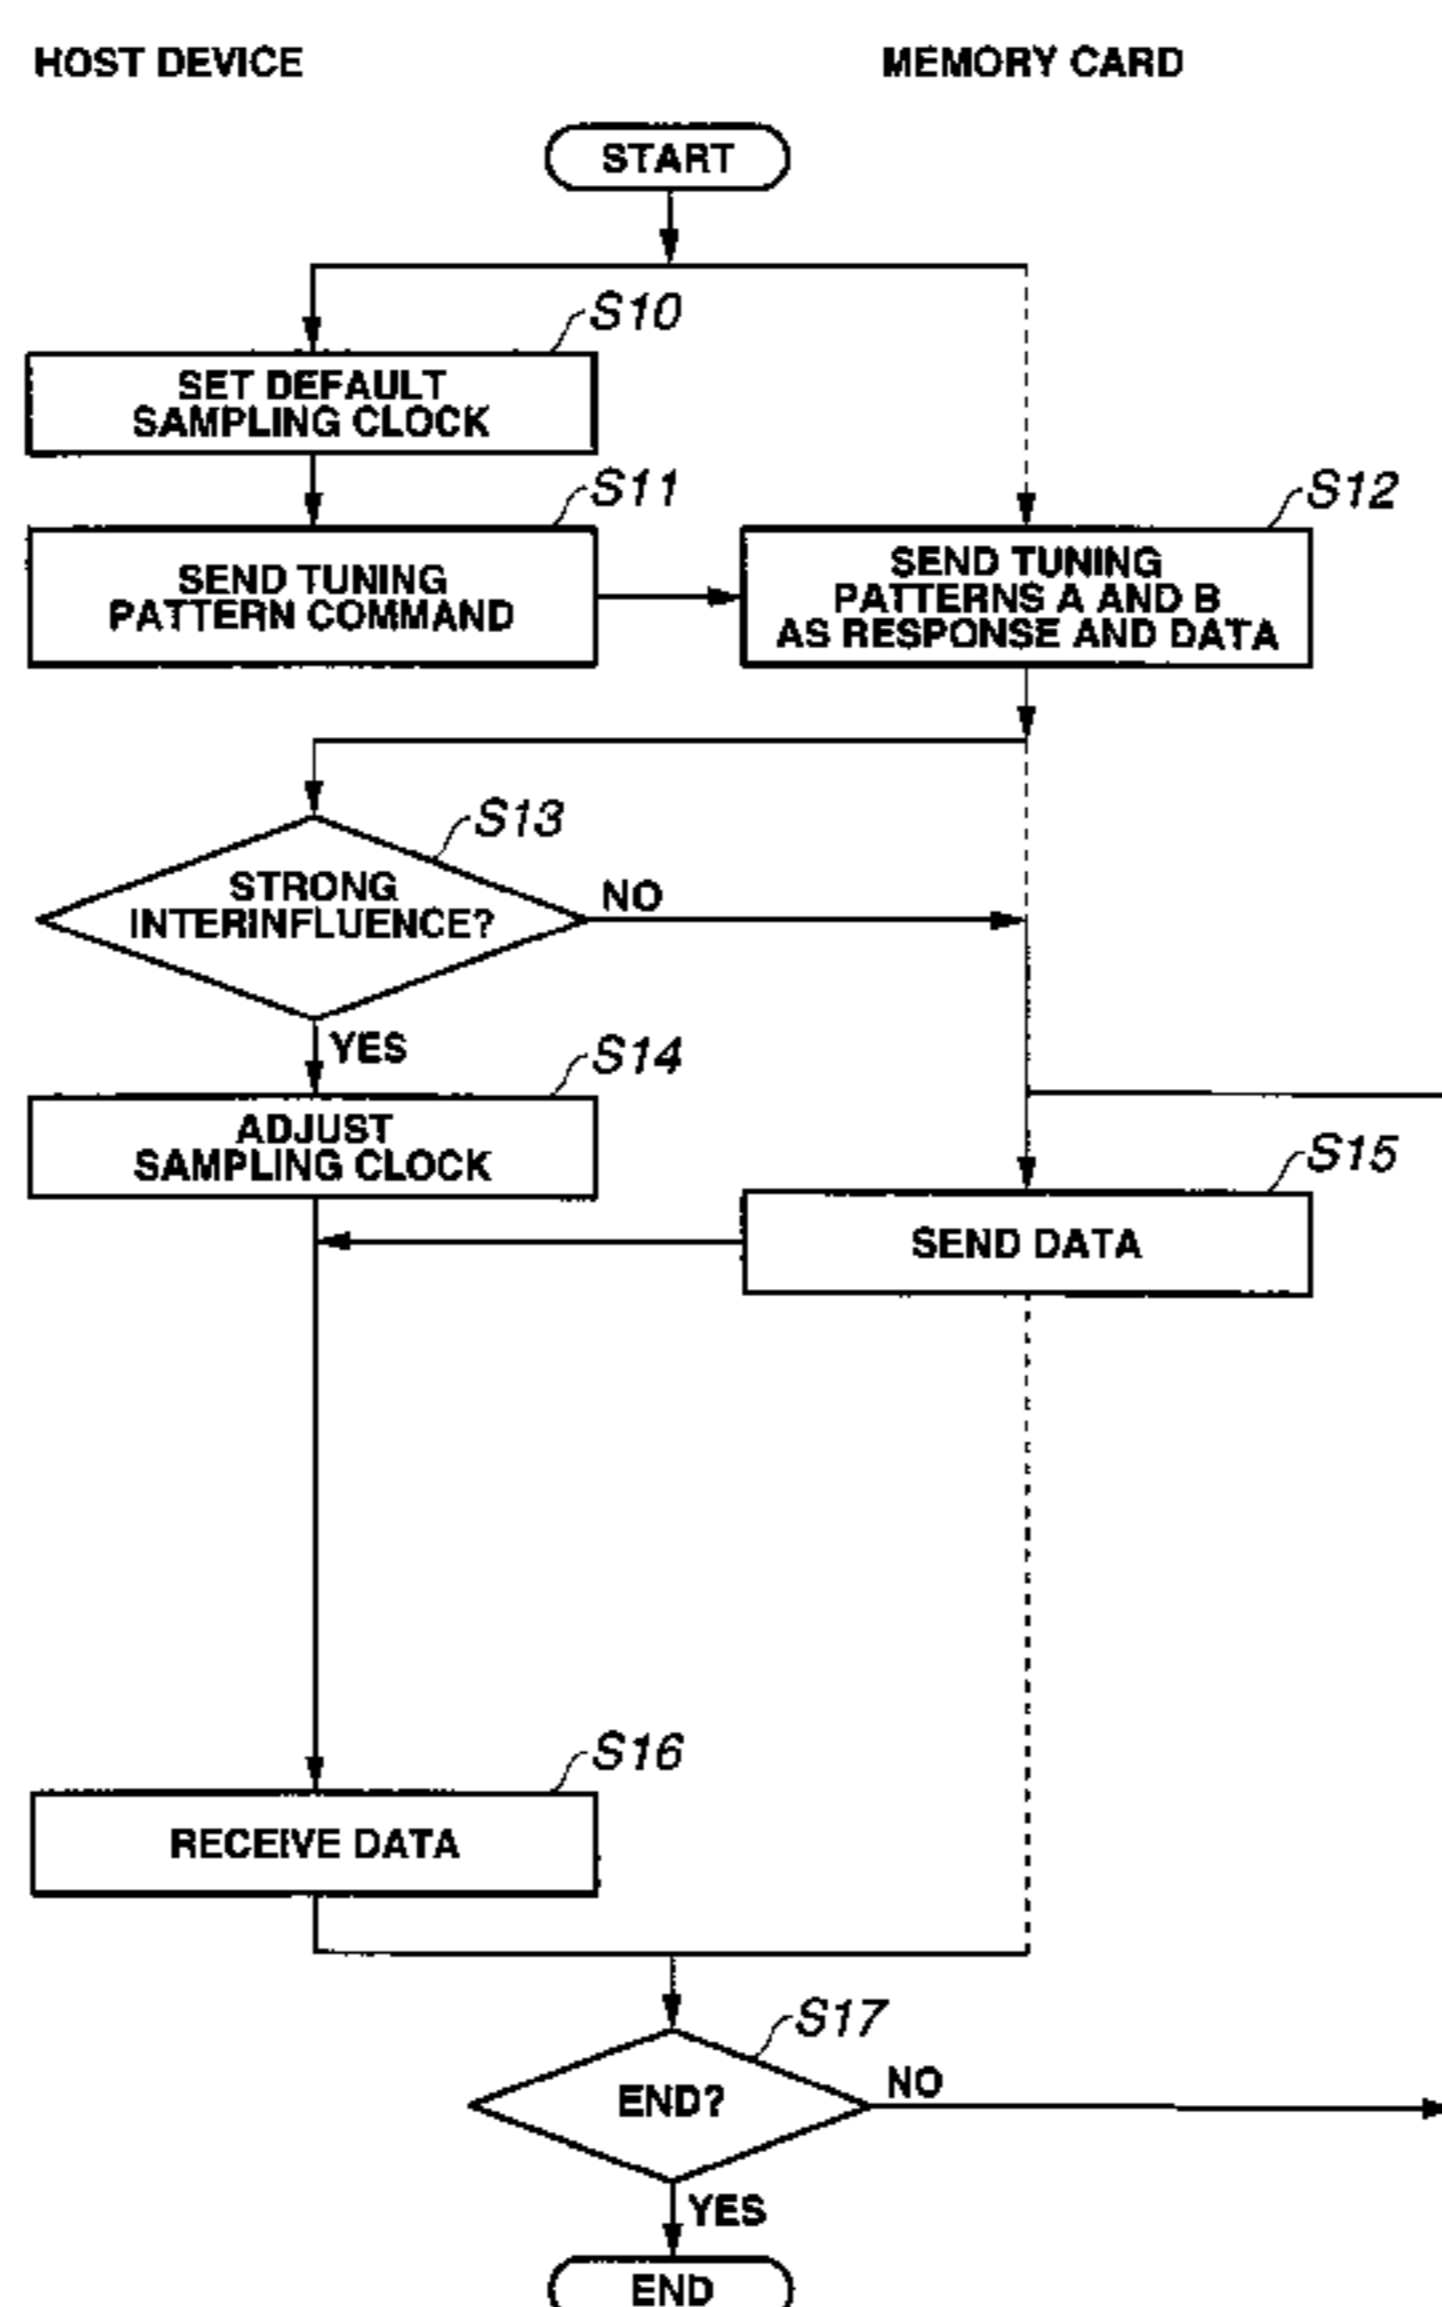 HOST DEVICE
MEMORY CARD
START
S10
SET DEFAULT
SAMPLING CLOCK
S11
SEND TUNING
PATTERN COMMAND
S12
SEND TUNING
PATTERNS A AND B
AS RESPONSE AND DATA
S13
STRONG
INTERINFLUENCE?
NO
YES
S14
ADJUST
SAMPLING CLOCK
S15
SEND DATA
S16
RECEIVE DATA
S17
END?
NO
YES
END